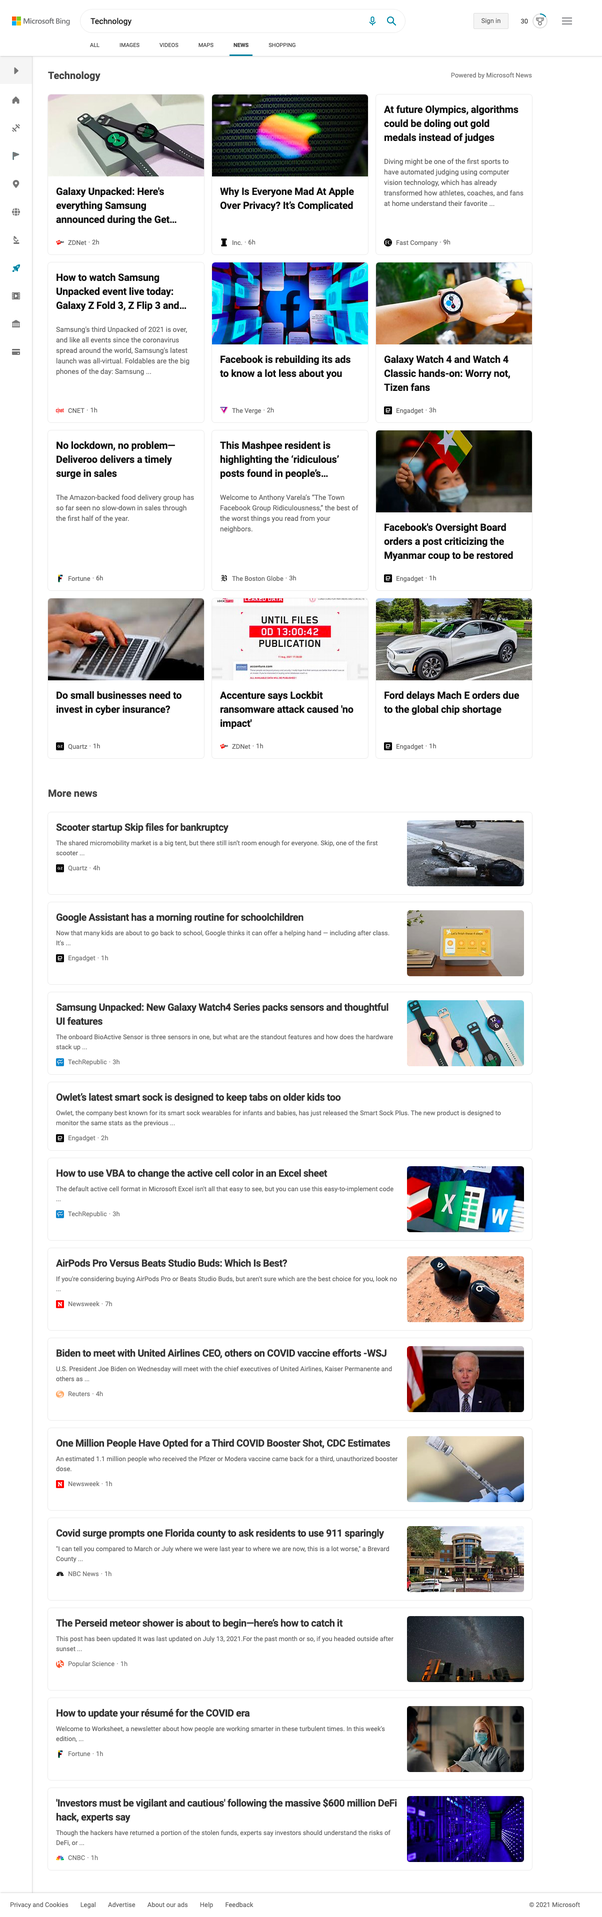 Microsoft Bing
Technology
Sign in
30
ALL
IMAGES
VIDEOS
MAPS
NEWS
SHOPPING
Technology
Powered by Microsoft News
Galaxy Unpacked: Here's
everything Samsung
announced during the Get...
ZDNet · 2h
Why Is Everyone Mad At Apple
Over Privacy? It's Complicated
Inc. · 6h
At future Olympics, algorithms
could be doling out gold
medals instead of judges
Diving might be one of the first sports to
have automated judging using computer
vision technology, which has already
transformed how athletes, coaches, and fans
at home understand their favorite ...
Fast Company · 9h
How to watch Samsung
Unpacked event live today:
Galaxy Z Fold 3, Z Flip 3 and...
Samsung's third Unpacked of 2021 is over,
and like all events since the coronavirus
spread around the world, Samsung's latest
launch was all-virtual. Foldables are the big
phones of the day: Samsung ...
CNET · 1h
Facebook is rebuilding its ads
to know a lot less about you
The Verge · 2h
Galaxy Watch 4 and Watch 4
Classic hands-on: Worry not,
Tizen fans
Engadget · 3h
No lockdown, no problem—
Deliveroo delivers a timely
surge in sales
The Amazon-backed food delivery group has
so far seen no slow-down in sales through
the first half of the year.
Fortune · 6h
This Mashpee resident is
highlighting the 'ridiculous'
posts found in people's...
Welcome to Anthony Varela's "The Town
Facebook Group Ridiculousness," the best of
the worst things you read from your
neighbors.
The Boston Globe · 3h
Facebook's Oversight Board
orders a post criticizing the
Myanmar coup to be restored
Engadget · 1h
Do small businesses need to
invest in cyber insurance?
Quartz · 1h
LEAKED DATA
UNTIL FILES
0D 13:00:42
PUBLICATION
Accenture says Lockbit
ransomware attack caused 'no
impact'
ZDNet · 1h
Ford delays Mach E orders due
to the global chip shortage
Engadget · 1h
More news
Scooter startup Skip files for bankruptcy
The shared micromobility market is a big tent, but there still isn't room enough for everyone. Skip, one of the first
scooter ...
Quartz · 4h
Google Assistant has a morning routine for schoolchildren
Now that many kids are about to go back to school, Google thinks it can offer a helping hand — including after class.
It's ...
Engadget · 1h
Samsung Unpacked: New Galaxy Watch4 Series packs sensors and thoughtful
UI features
The onboard BioActive Sensor is three sensors in one, but what are the standout features and how does the hardware
stack up ...
TechRepublic · 3h
Owlet's latest smart sock is designed to keep tabs on older kids too
Owlet, the company best known for its smart sock wearables for infants and babies, has just released the Smart Sock Plus. The new product is designed to
monitor the same stats as the previous ...
Engadget · 2h
How to use VBA to change the active cell color in an Excel sheet
The default active cell format in Microsoft Excel isn't all that easy to see, but you can use this easy-to-implement code
...
TechRepublic · 3h
AirPods Pro Versus Beats Studio Buds: Which Is Best?
If you're considering buying AirPods Pro or Beats Studio Buds, but aren't sure which are the best choice for you, look no
...
Newsweek · 7h
Biden to meet with United Airlines CEO, others on COVID vaccine efforts -WSJ
U.S. President Joe Biden on Wednesday will meet with the chief executives of United Airlines, Kaiser Permanente and
others as ...
Reuters · 4h
One Million People Have Opted for a Third COVID Booster Shot, CDC Estimates
An estimated 1.1 million people who received the Pfizer or Modera vaccine came back for a third, unauthorized booster
dose.
Newsweek · 1h
Covid surge prompts one Florida county to ask residents to use 911 sparingly
"I can tell you compared to March or July where we were last year to where we are now, this is a lot worse," a Brevard
County ...
NBC News · 1h
The Perseid meteor shower is about to begin—here's how to catch it
This post has been updated It was last updated on July 13, 2021.For the past month or so, if you headed outside after
sunset ...
Popular Science · 1h
How to update your résumé for the COVID era
Welcome to Worksheet, a newsletter about how people are working smarter in these turbulent times. In this week's
edition, ...
Fortune · 1h
'Investors must be vigilant and cautious' following the massive $600 million DeFi
hack, experts say
Though the hackers have returned a portion of the stolen funds, experts say investors should understand the risks of
DeFi, or ...
CNBC · 1h
Privacy and Cookies
Legal
Advertise
About our ads
Help
Feedback
© 2021 Microsoft